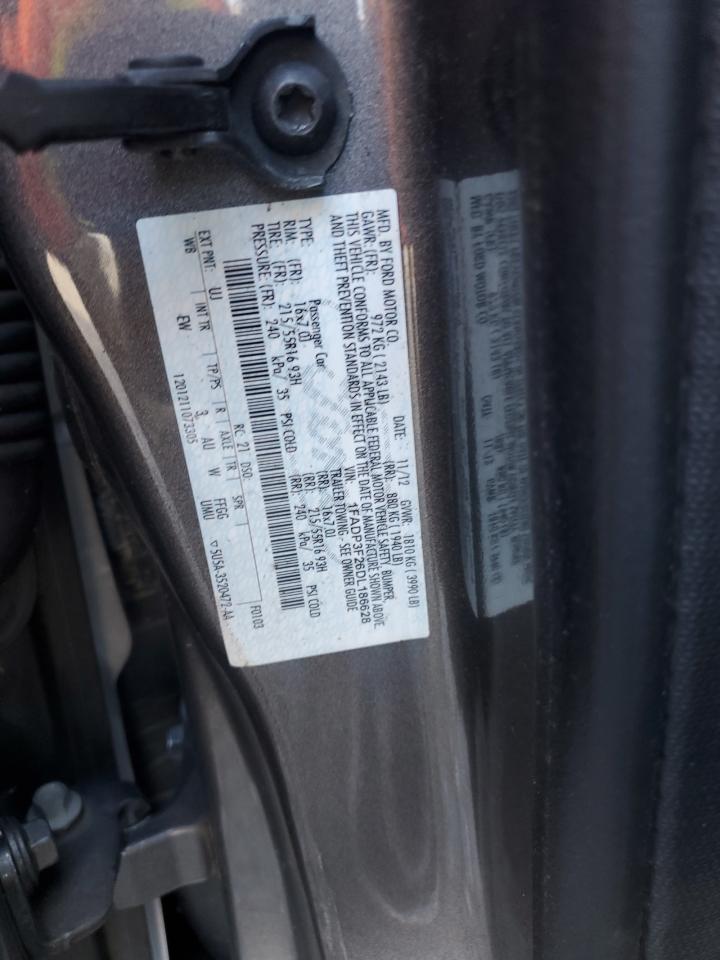 MFD. BY FORD MOTOR CO.
DATE: 11/12 GVWR: 1810 KG ( 3990 LB)
GAWR: (FR): 972 KG ( 2143 LB) (RR): 880 KG ( 1940 LB)
THIS VEHICLE CONFORMS TO ALL APPLICABLE FEDERAL MOTOR VEHICLE SAFETY, BUMPER
AND THEFT PREVENTION STANDARDS IN EFFECT ON THE DATE OF MANUFACTURE SHOWN ABOVE.
VIN: 1FADP3F26DL186628
TYPE: Passenger Car TRAILER TOWING - SEE OWNER GUIDE
RIM: (FR): 16x7.0J (RR): 16x7.0J
TIRE: (FR): 215/55R16 93H (RR): 215/55R16 93H
PRESSURE: (FR): 240 kPa/ 35 PSI COLD (RR): 240 kPa/ 35 PSI COLD
F0103
EXT PNT: UJ RC: 21 DSO:
WB INT TR TP/PS R AXLE TR SPR
EW 3 AU W FFGG
UMU
1201211073305 5U5A-3520472-AA